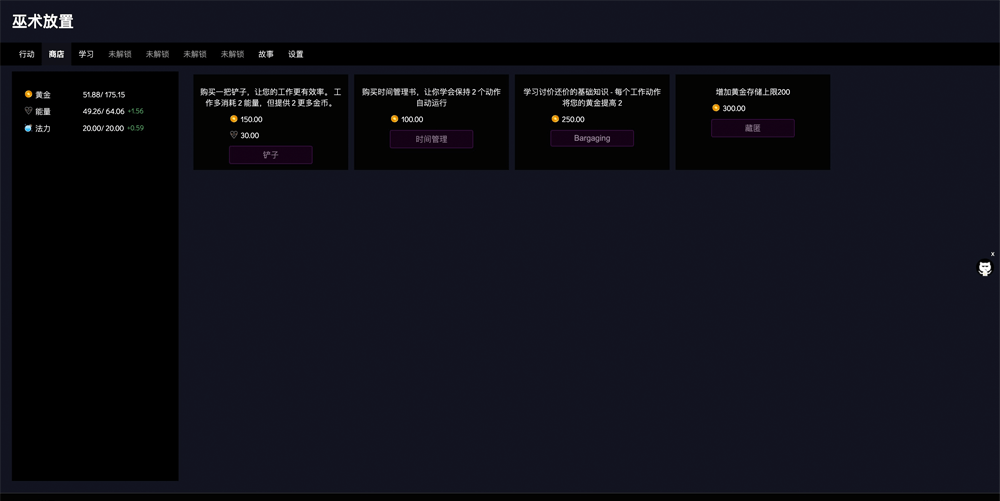 巫术放置
行动 商店 学习 未解锁 未解锁 未解锁 未解锁 故事 设置
黄金 51.88/ 175.15
能量 49.26/ 64.06 +1.56
法力 20.00/ 20.00 +0.59
购买一把铲子，让您的工作更有效率。 工
作多消耗 2 能量，但提供 2 更多金币。
150.00
30.00
铲子
购买时间管理书，让你学会保持 2 个动作
自动运行
100.00
时间管理
学习讨价还价的基础知识 - 每个工作动作
将您的黄金提高 2
250.00
Bargaging
增加黄金存储上限200
300.00
藏匿
x